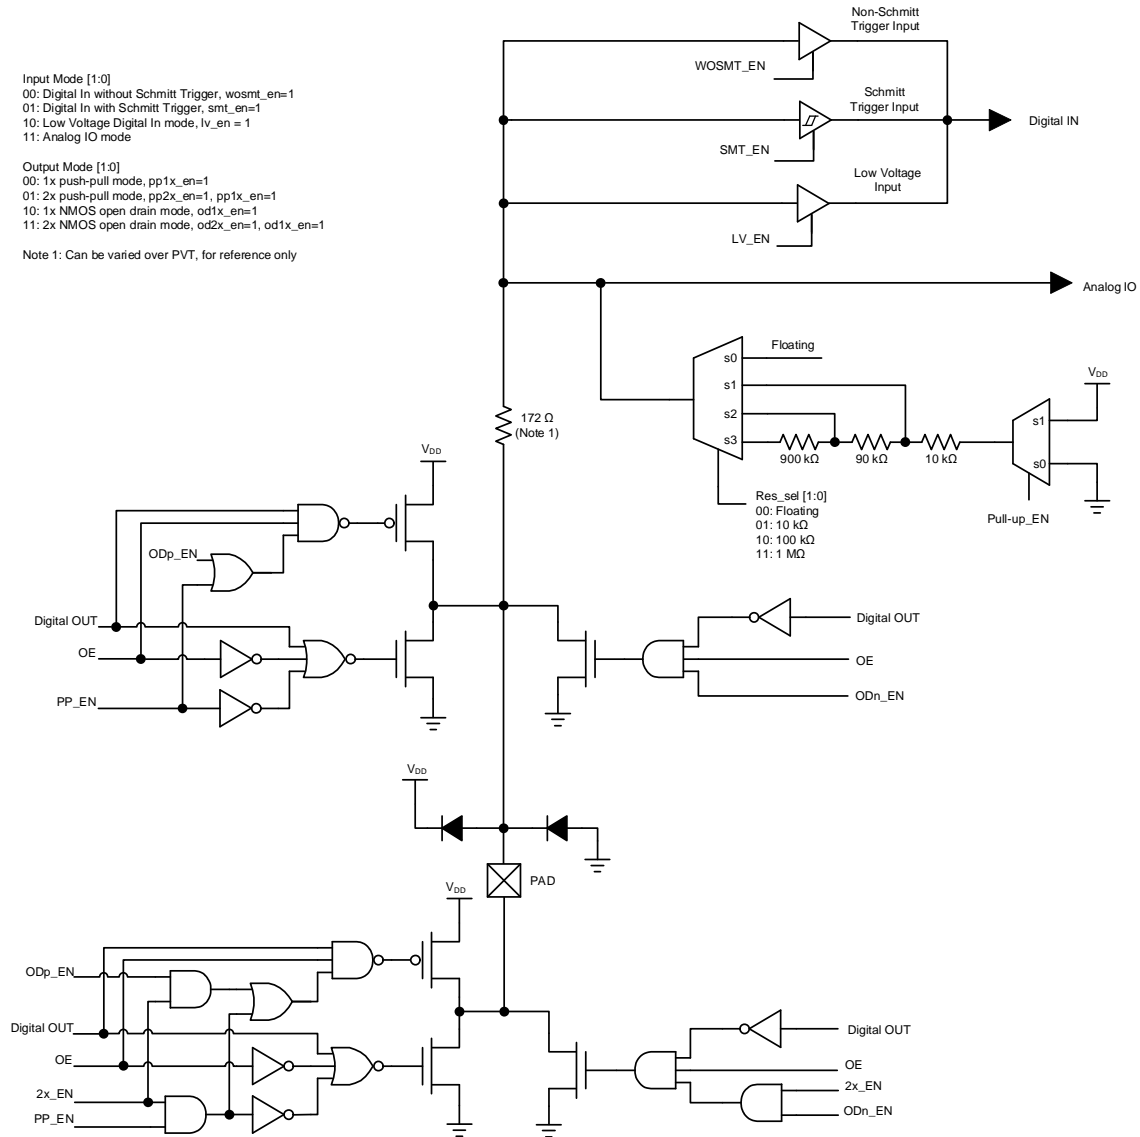 Non-Schmitt
Trigger Input
WOSMT_EN
Input Mode [1:0]
00: Digital In without Schmitt Trigger, wosmt_en=1
01: Digital In with Schmitt Trigger, smt_en=1
10: Low Voltage Digital In mode, lv_en = 1
11: Analog IO mode
Schmitt
Trigger Input
Digital IN
SMT_EN
Output Mode [1:0]
00: 1x push-pull mode, pp1x_en=1
01: 2x push-pull mode, pp2x_en=1, pp1x_en=1
10: 1x NMOS open drain mode, od1x_en=1
11: 2x NMOS open drain mode, od2x_en=1, od1x_en=1
Low Voltage
Input
LV_EN
Note 1: Can be varied over PVT, for reference only
Analog IO
Floating
s0
s1
s2
s3
900 kΩ
90 kΩ
10 kΩ
VDD
s1
s0
Pull-up_EN
Res_sel [1:0]
00: Floating
01: 10 kΩ
10: 100 kΩ
11: 1 MΩ
172 Ω
(Note 1)
VDD
ODp_EN
Digital OUT
OE
PP_EN
Digital OUT
OE
ODn_EN
VDD
PAD
VDD
ODp_EN
Digital OUT
OE
2x_EN
PP_EN
Digital OUT
OE
2x_EN
ODn_EN